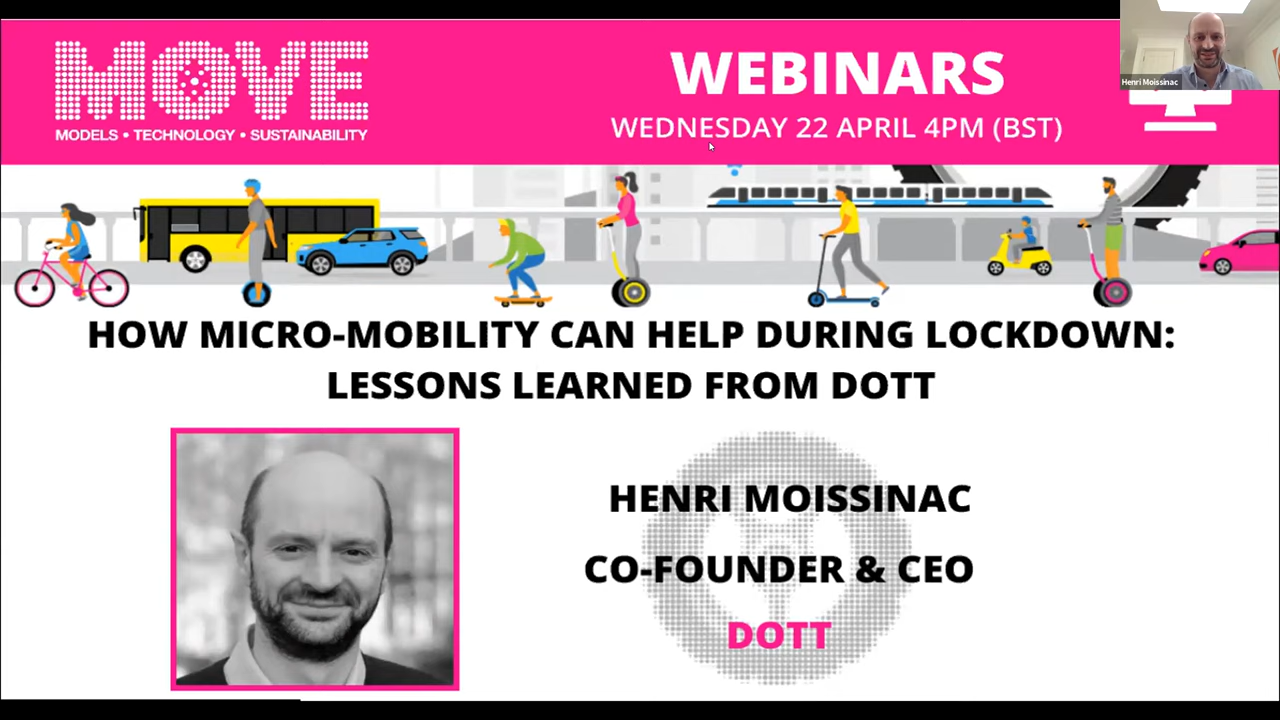 MOVE
MODELS • TECHNOLOGY • SUSTAINABILITY
WEBINARS
WEDNESDAY 22 APRIL 4PM (BST)
Henri Moissinac
HOW MICRO-MOBILITY CAN HELP DURING LOCKDOWN:
LESSONS LEARNED FROM DOTT
HENRI MOISSINAC
CO-FOUNDER & CEO
DOTT